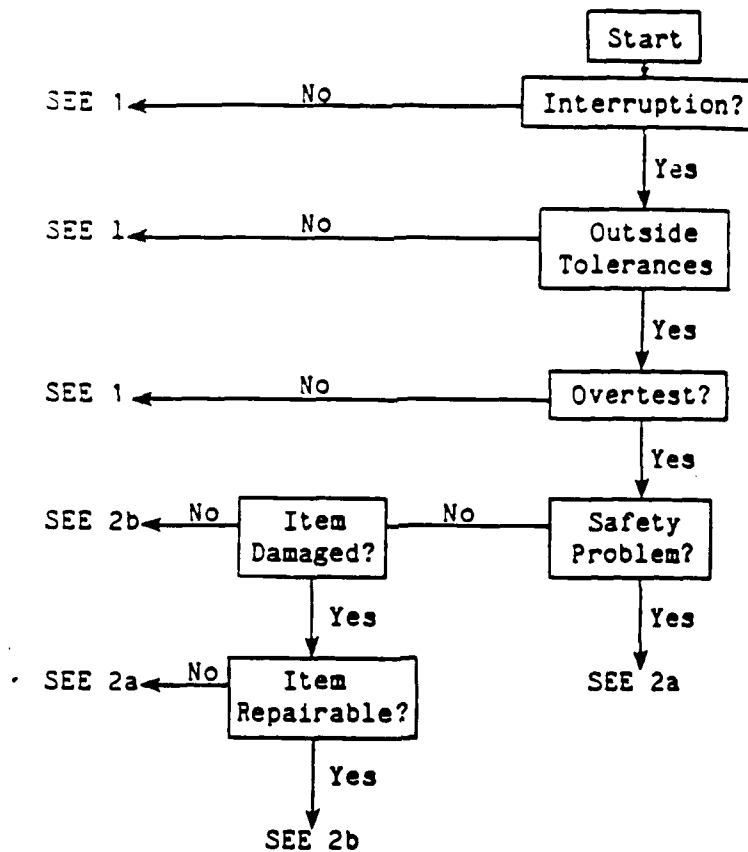 Start
SEE 1
No
Interruption?
Yes
SEE 1
No
Outside
Tolerances
Yes
SEE 1
No
Overtest?
Yes
SEE 2b
No
Item
Damaged?
No
Safety
Problem?
Yes
Yes
SEE 2a
No
Item
Repairable?
SEE 2a
Yes
SEE 2b